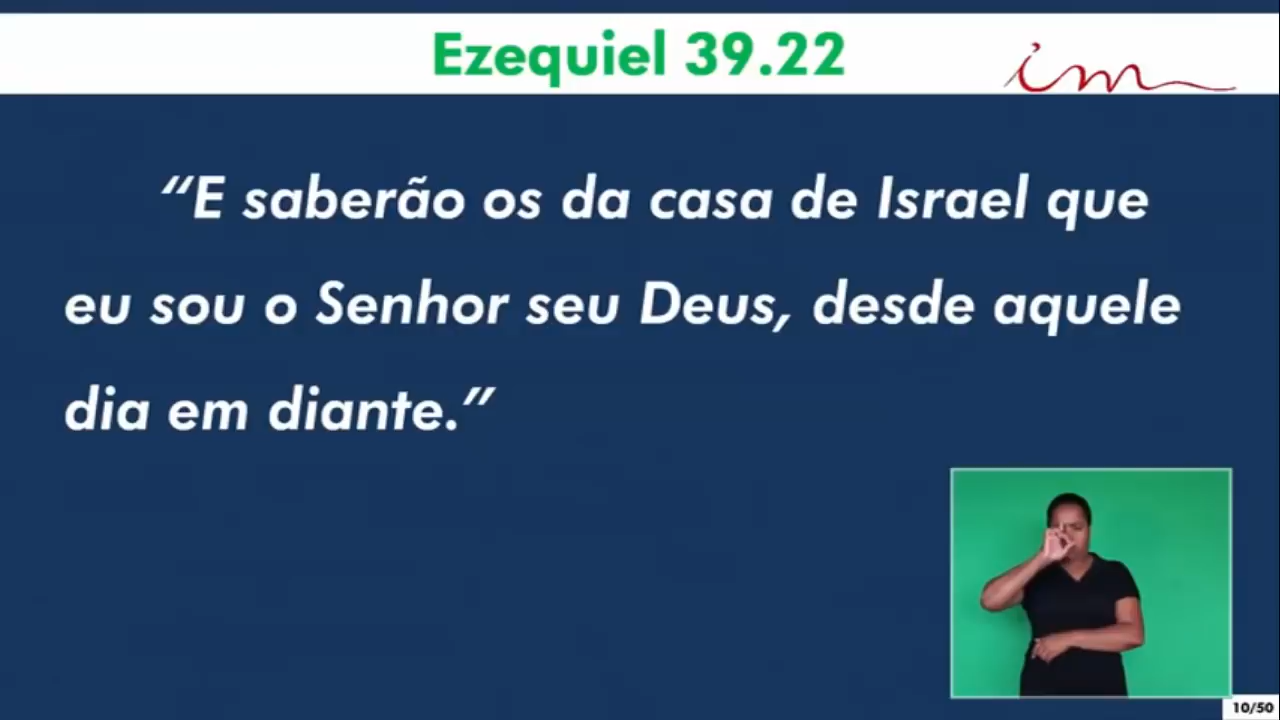 Ezequiel 39.22
im
“E saberão os da casa de Israel que
eu sou o Senhor seu Deus, desde aquele
dia em diante.”
10/50